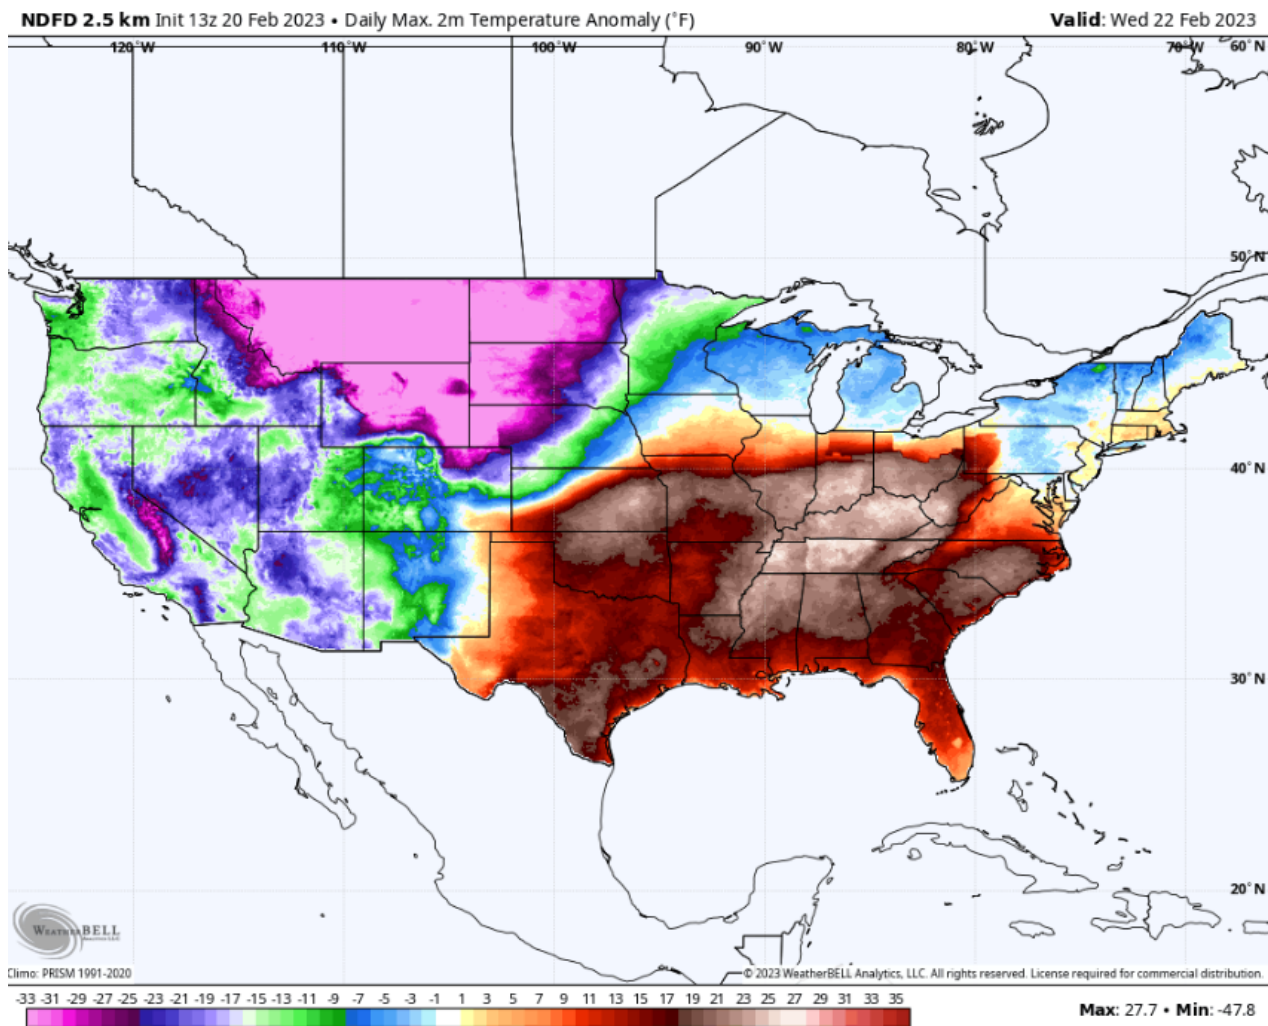 NDFD 2.5 km Init 13z 20 Feb 2023 • Daily Max. 2m Temperature Anomaly (˚F) Valid: Wed 22 Feb 2023
120°W 110°W 100°W 90°W 80°W 70°W 60°N
50°N
40°N
30°N
20°N
WEATHERBELL
Climo: PRISM 1991-2020 © 2023 WeatherBELL Analytics, LLC. All rights reserved. License required for commercial distribution.
-33 -31 -29 -27 -25 -23 -21 -19 -17 -15 -13 -11 -9 -7 -5 -3 -1 1 3 5 7 9 11 13 15 17 19 21 23 25 27 29 31 33 35 Max: 27.7 • Min: -47.8